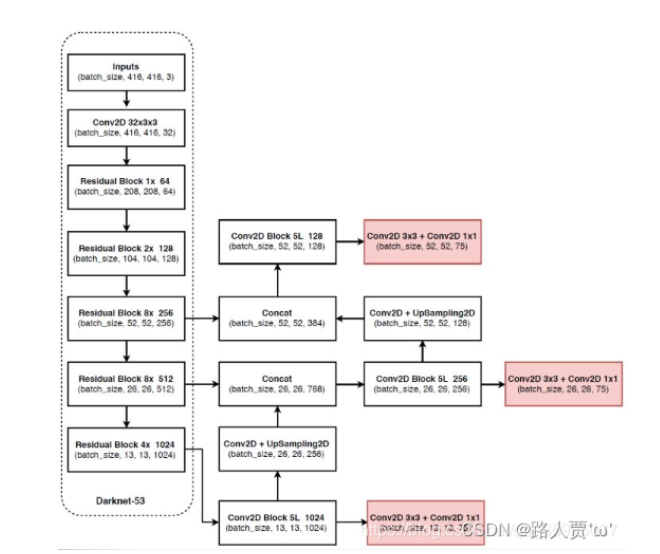 Inputs
(batch_size, 416, 416, 3)
Conv2D 32x3x3
(batch_size, 416, 416, 32)
Residual Block 1x 64
(batch_size, 208, 208, 64)
Residual Block 2x 128
(batch_size, 104, 104, 128)
Residual Block 8x 256
(batch_size, 52, 52, 256)
Residual Block 8x 512
(batch_size, 26, 26, 512)
Residual Block 4x 1024
(batch_size, 13, 13, 1024)
Darknet-53
Conv2D Block 5L 128
(batch_size, 52, 52, 128)
Conv2D 3x3 + Conv2D 1x1
(batch_size, 52, 52, 75)
Concat
(batch_size, 52, 52, 384)
Conv2D + UpSampling2D
(batch_size, 52, 52, 128)
Concat
(batch_size, 26, 26, 768)
Conv2D Block 5L 256
(batch_size, 26, 26, 256)
Conv2D 3x3 + Conv2D 1x1
(batch_size, 26, 26, 75)
Conv2D + UpSampling2D
(batch_size, 26, 26, 256)
Conv2D Block 5L 1024
(batch_size, 13, 13, 1024)
Conv2D 3x3 + Conv2D 1x1
(batch_size, 13, 13, 75)
CSDN @路人贾'ω'